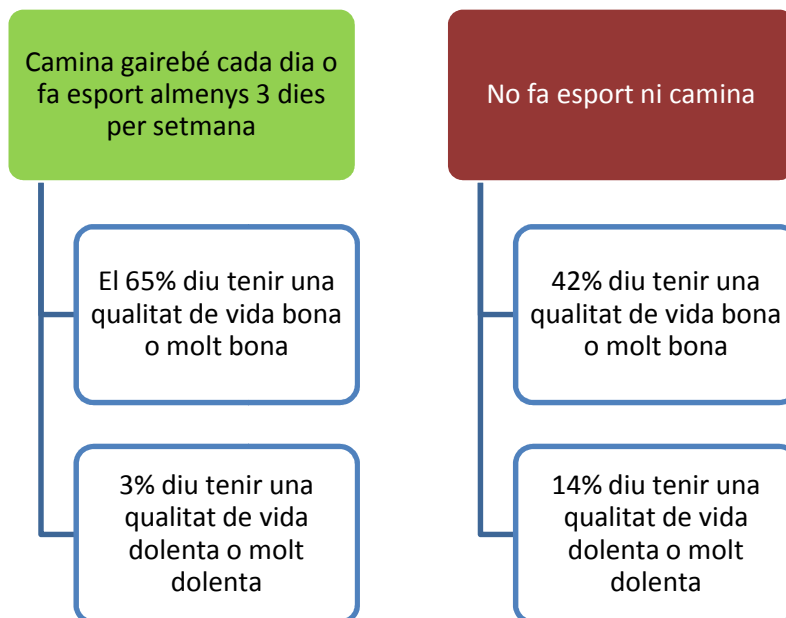 Camina gairebé cada dia o
fa esport almenys 3 dies
per setmana
El 65% diu tenir una
qualitat de vida bona
o molt bona
3% diu tenir una
qualitat de vida
dolenta o molt
dolenta
No fa esport ni camina
42% diu tenir una
qualitat de vida bona
o molt bona
14% diu tenir una
qualitat de vida
dolenta o molt
dolenta